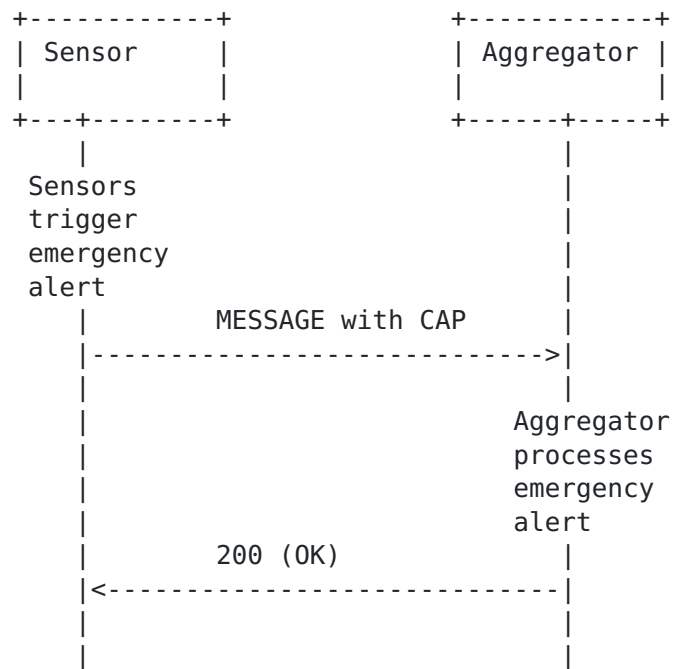 Sensor Aggregator
Sensors
trigger
emergency
alert
MESSAGE with CAP
Aggregator
processes
emergency
alert
200 (OK)